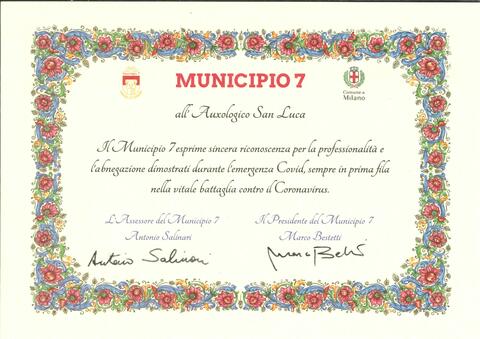 MUNICIPIO 7
Comune di
Milano
all' Auxologico San Luca
Il Municipio 7 esprime sincera riconoscenza per la professionalità e
l'abnegazione dimostrati durante l'emergenza Covid, sempre in prima fila
nella vitale battaglia contro il Coronavirus.
L'Assessore del Municipio 7
Antonio Salinari
Il Presidente del Municipio 7
Marco Bestetti
Antonio Salinari